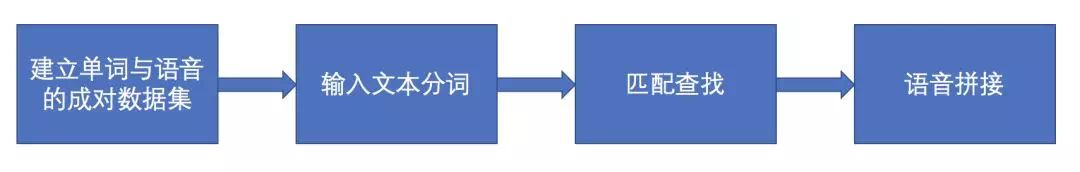 建立单词与语音
的成对数据集
输入文本分词
匹配查找
语音拼接